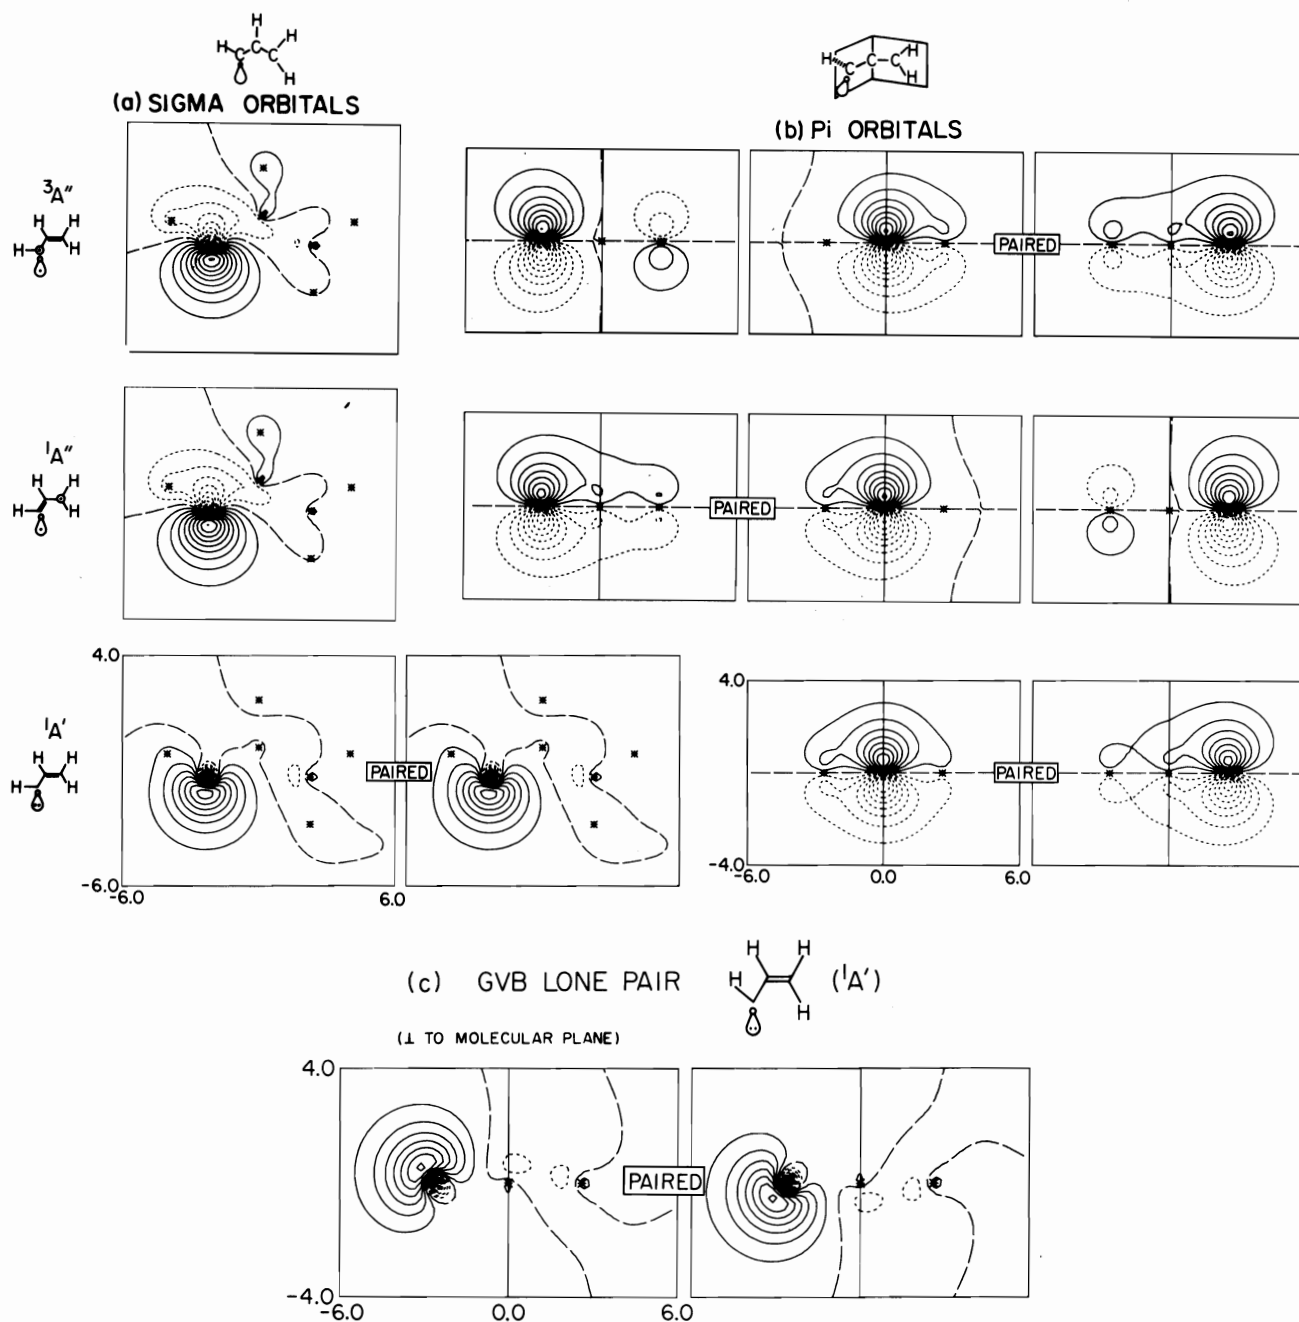 H
H C C H
C
H
(a) SIGMA ORBITALS
H C C C H
H
(b) Pi ORBITALS
³A″
H H
H H
PAIRED
¹A″
H H
H H
PAIRED
4.0
¹A′
H H
H H
PAIRED
4.0
PAIRED
-6.0
-6.0 6.0
-4.0
-6.0 0.0 6.0
(c) GVB LONE PAIR
H H
H
H
(¹A′)
(⊥ TO MOLECULAR PLANE)
4.0
PAIRED
-4.0
-6.0 0.0 6.0